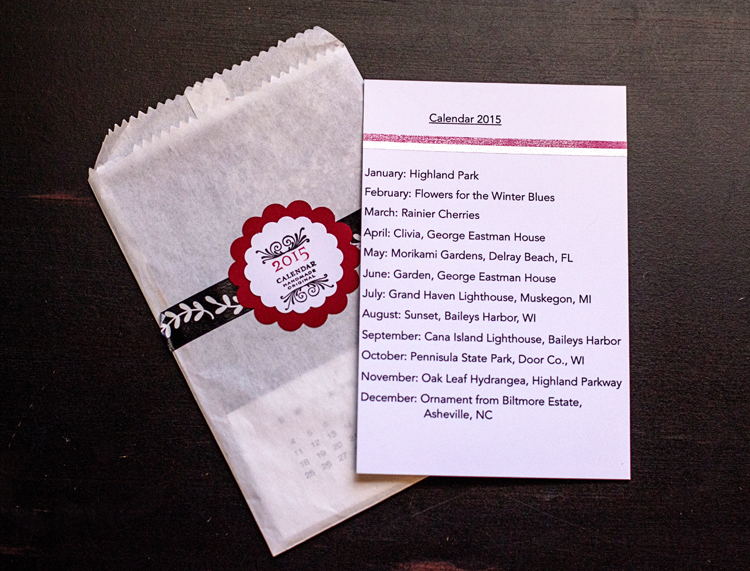 Calendar 2015
January: Highland Park
February: Flowers for the Winter Blues
March: Rainier Cherries
April: Clivia, George Eastman House
May: Morikami Gardens, Delray Beach, FL
June: Garden, George Eastman House
July: Grand Haven Lighthouse, Muskegon, MI
August: Sunset, Baileys Harbor, WI
September: Cana Island Lighthouse, Baileys Harbor
October: Pennisula State Park, Door Co., WI
November: Oak Leaf Hydrangea, Highland Parkway
December: Ornament from Biltmore Estate,
Asheville, NC
2015
CALENDAR
HANDMADE
ORIGINAL
4 5 6
11 12 13
18 19 20
25 26 27